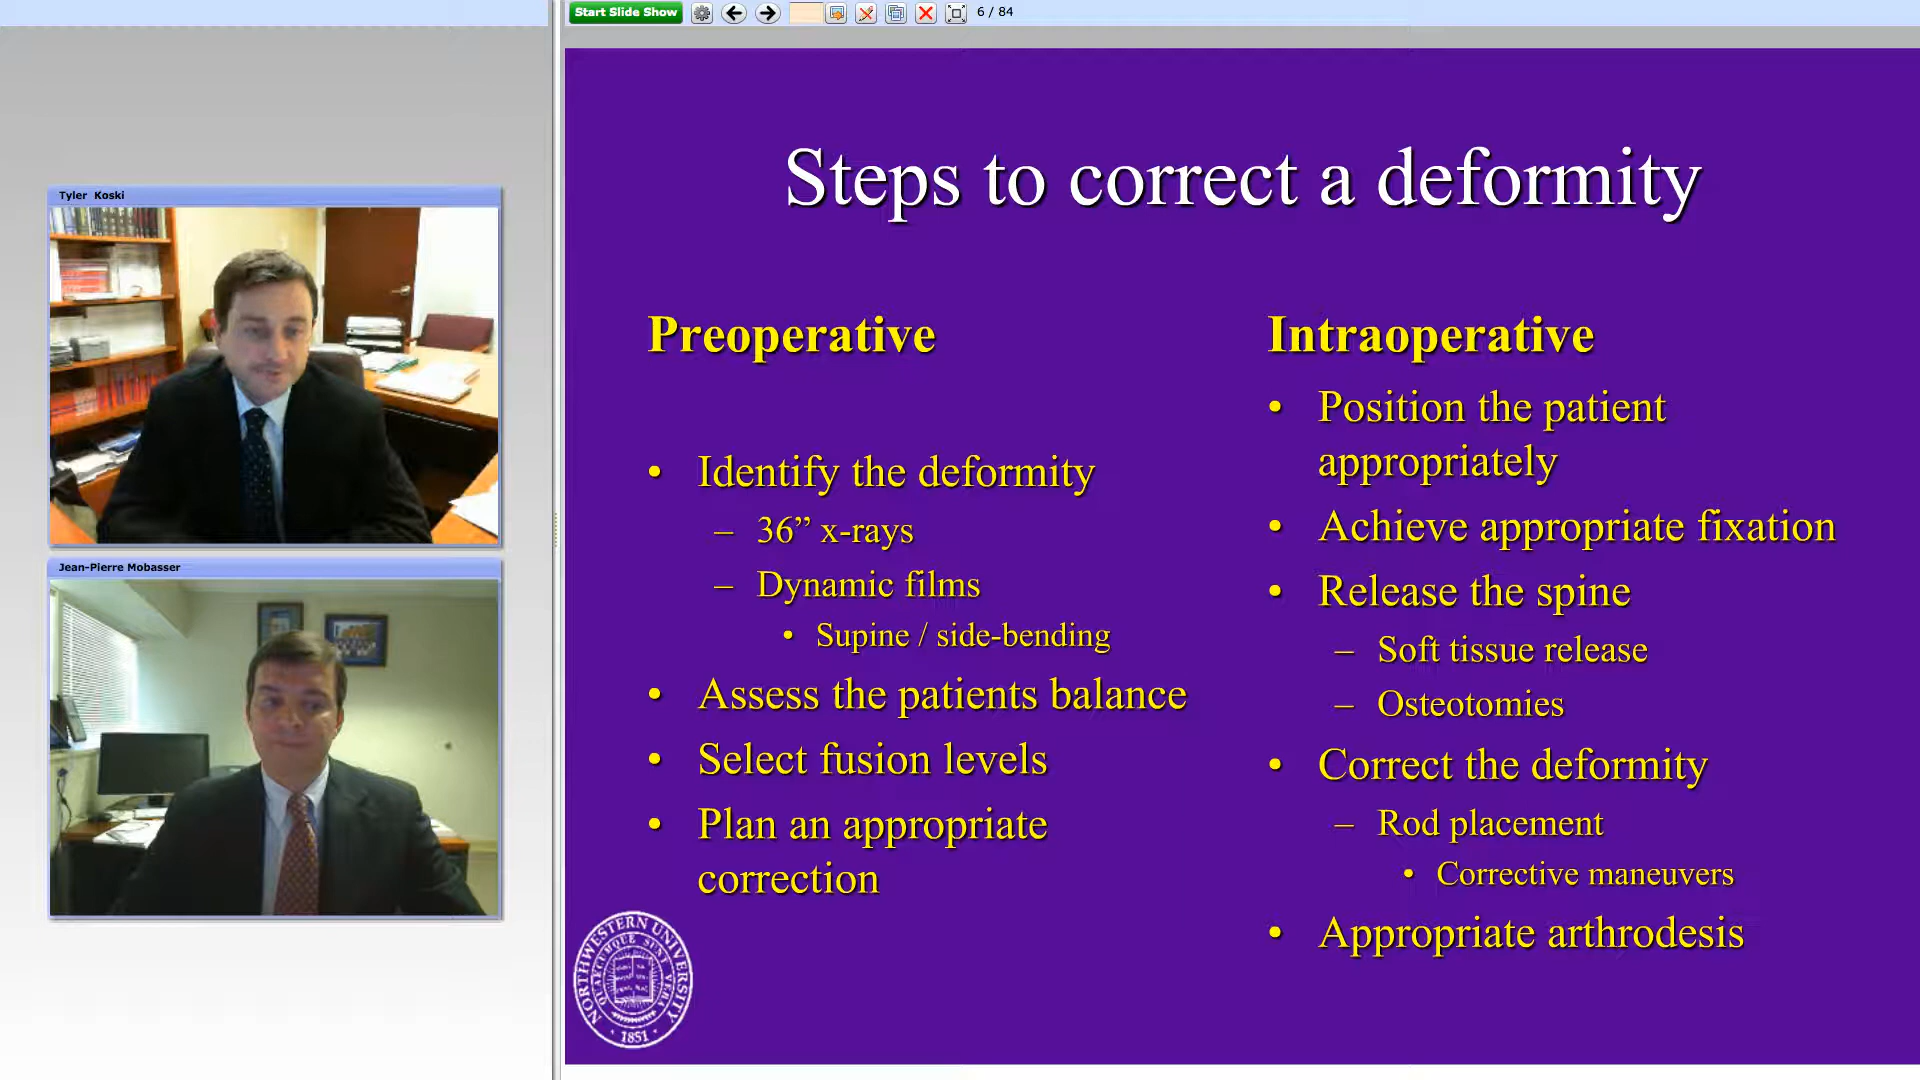 Start Slide Show
6 / 84
Tyler Koski
Jean-Pierre Mobasser
Steps to correct a deformity
Preoperative
• Identify the deformity
– 36” x-rays
– Dynamic films
• Supine / side-bending
• Assess the patients balance
• Select fusion levels
• Plan an appropriate
correction
Intraoperative
• Position the patient
appropriately
• Achieve appropriate fixation
• Release the spine
– Soft tissue release
– Osteotomies
• Correct the deformity
– Rod placement
• Corrective maneuvers
• Appropriate arthrodesis
NORTHWESTERN UNIVERSITY
QUAECUMQUE SUNT VERA
• 1851 •